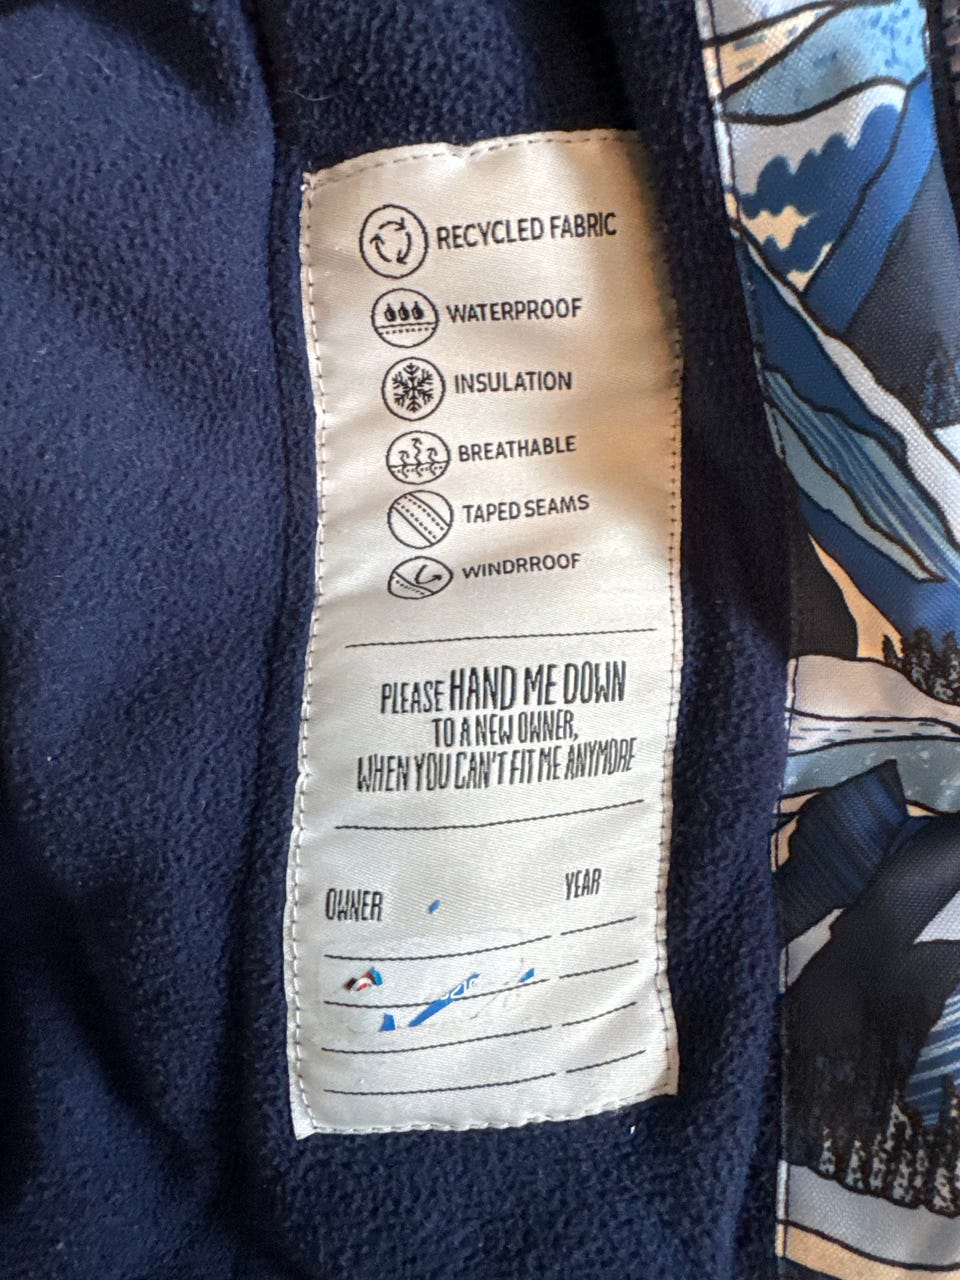 RECYCLED FABRIC
WATERPROOF
INSULATION
BREATHABLE
TAPED SEAMS
WINDRROOF
PLEASE HAND ME DOWN
TO A NEW OWNER,
WHEN YOU CAN'T FIT ME ANYMORE
OWNER YEAR